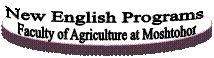 New English Programs
Faculty of Agriculture at Moshtohor